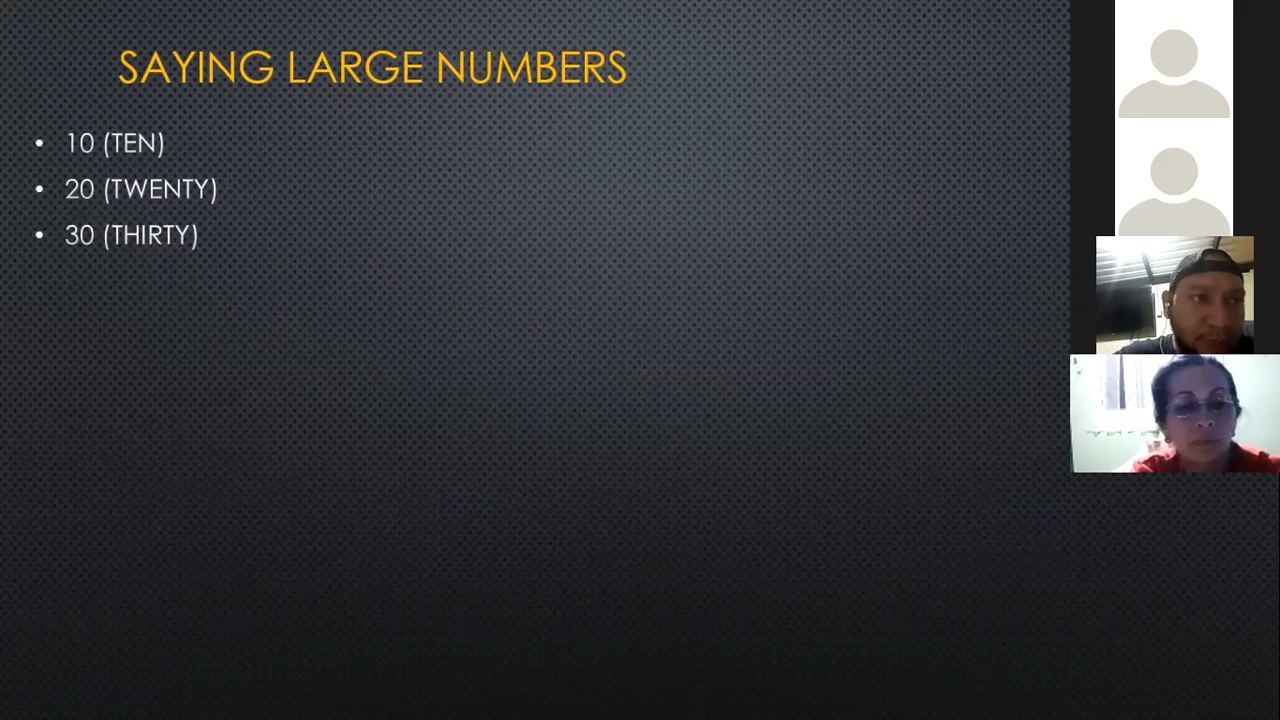 SAYING LARGE NUMBERS
• 10 (TEN)
• 20 (TWENTY)
• 30 (THIRTY)